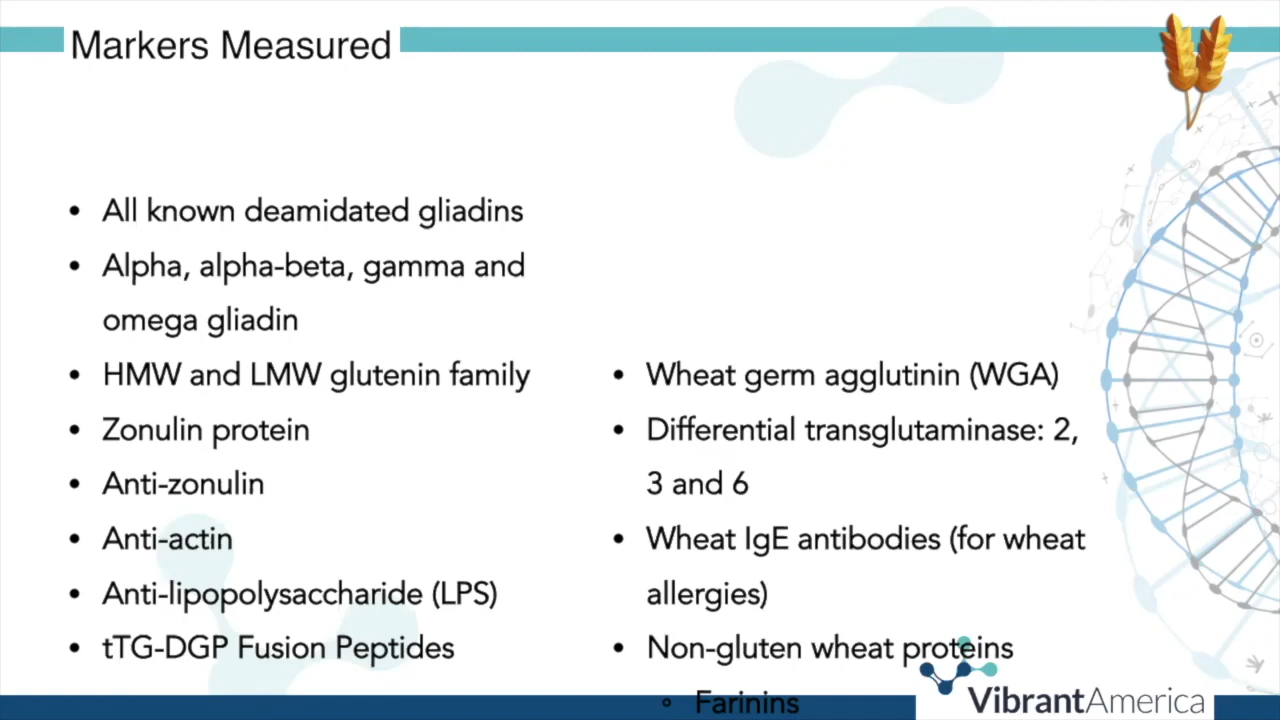 Markers Measured
• All known deamidated gliadins
• Alpha, alpha-beta, gamma and
omega gliadin
• HMW and LMW glutenin family
• Zonulin protein
• Anti-zonulin
• Anti-actin
• Anti-lipopolysaccharide (LPS)
• tTG-DGP Fusion Peptides
• Wheat germ agglutinin (WGA)
• Differential transglutaminase: 2,
3 and 6
• Wheat IgE antibodies (for wheat
allergies)
• Non-gluten wheat proteins
◦ Farinins
VibrantAmerica